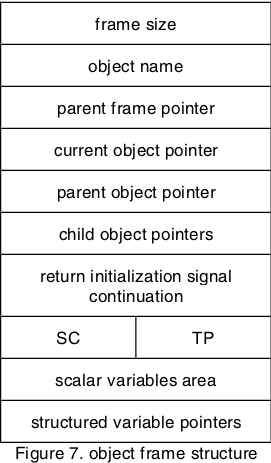 frame size
object name
parent frame pointer
current object pointer
parent object pointer
child object pointers
return initialization signal
continuation
SC TP
scalar variables area
structured variable pointers
Figure 7. object frame structure